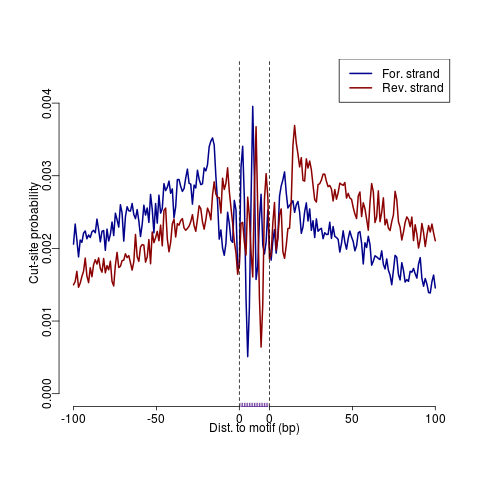 For. strand
Rev. strand
Cut-site probability
0.004
0.003
0.002
0.001
0.000
-100 -50 0 0 50 100
Dist. to motif (bp)